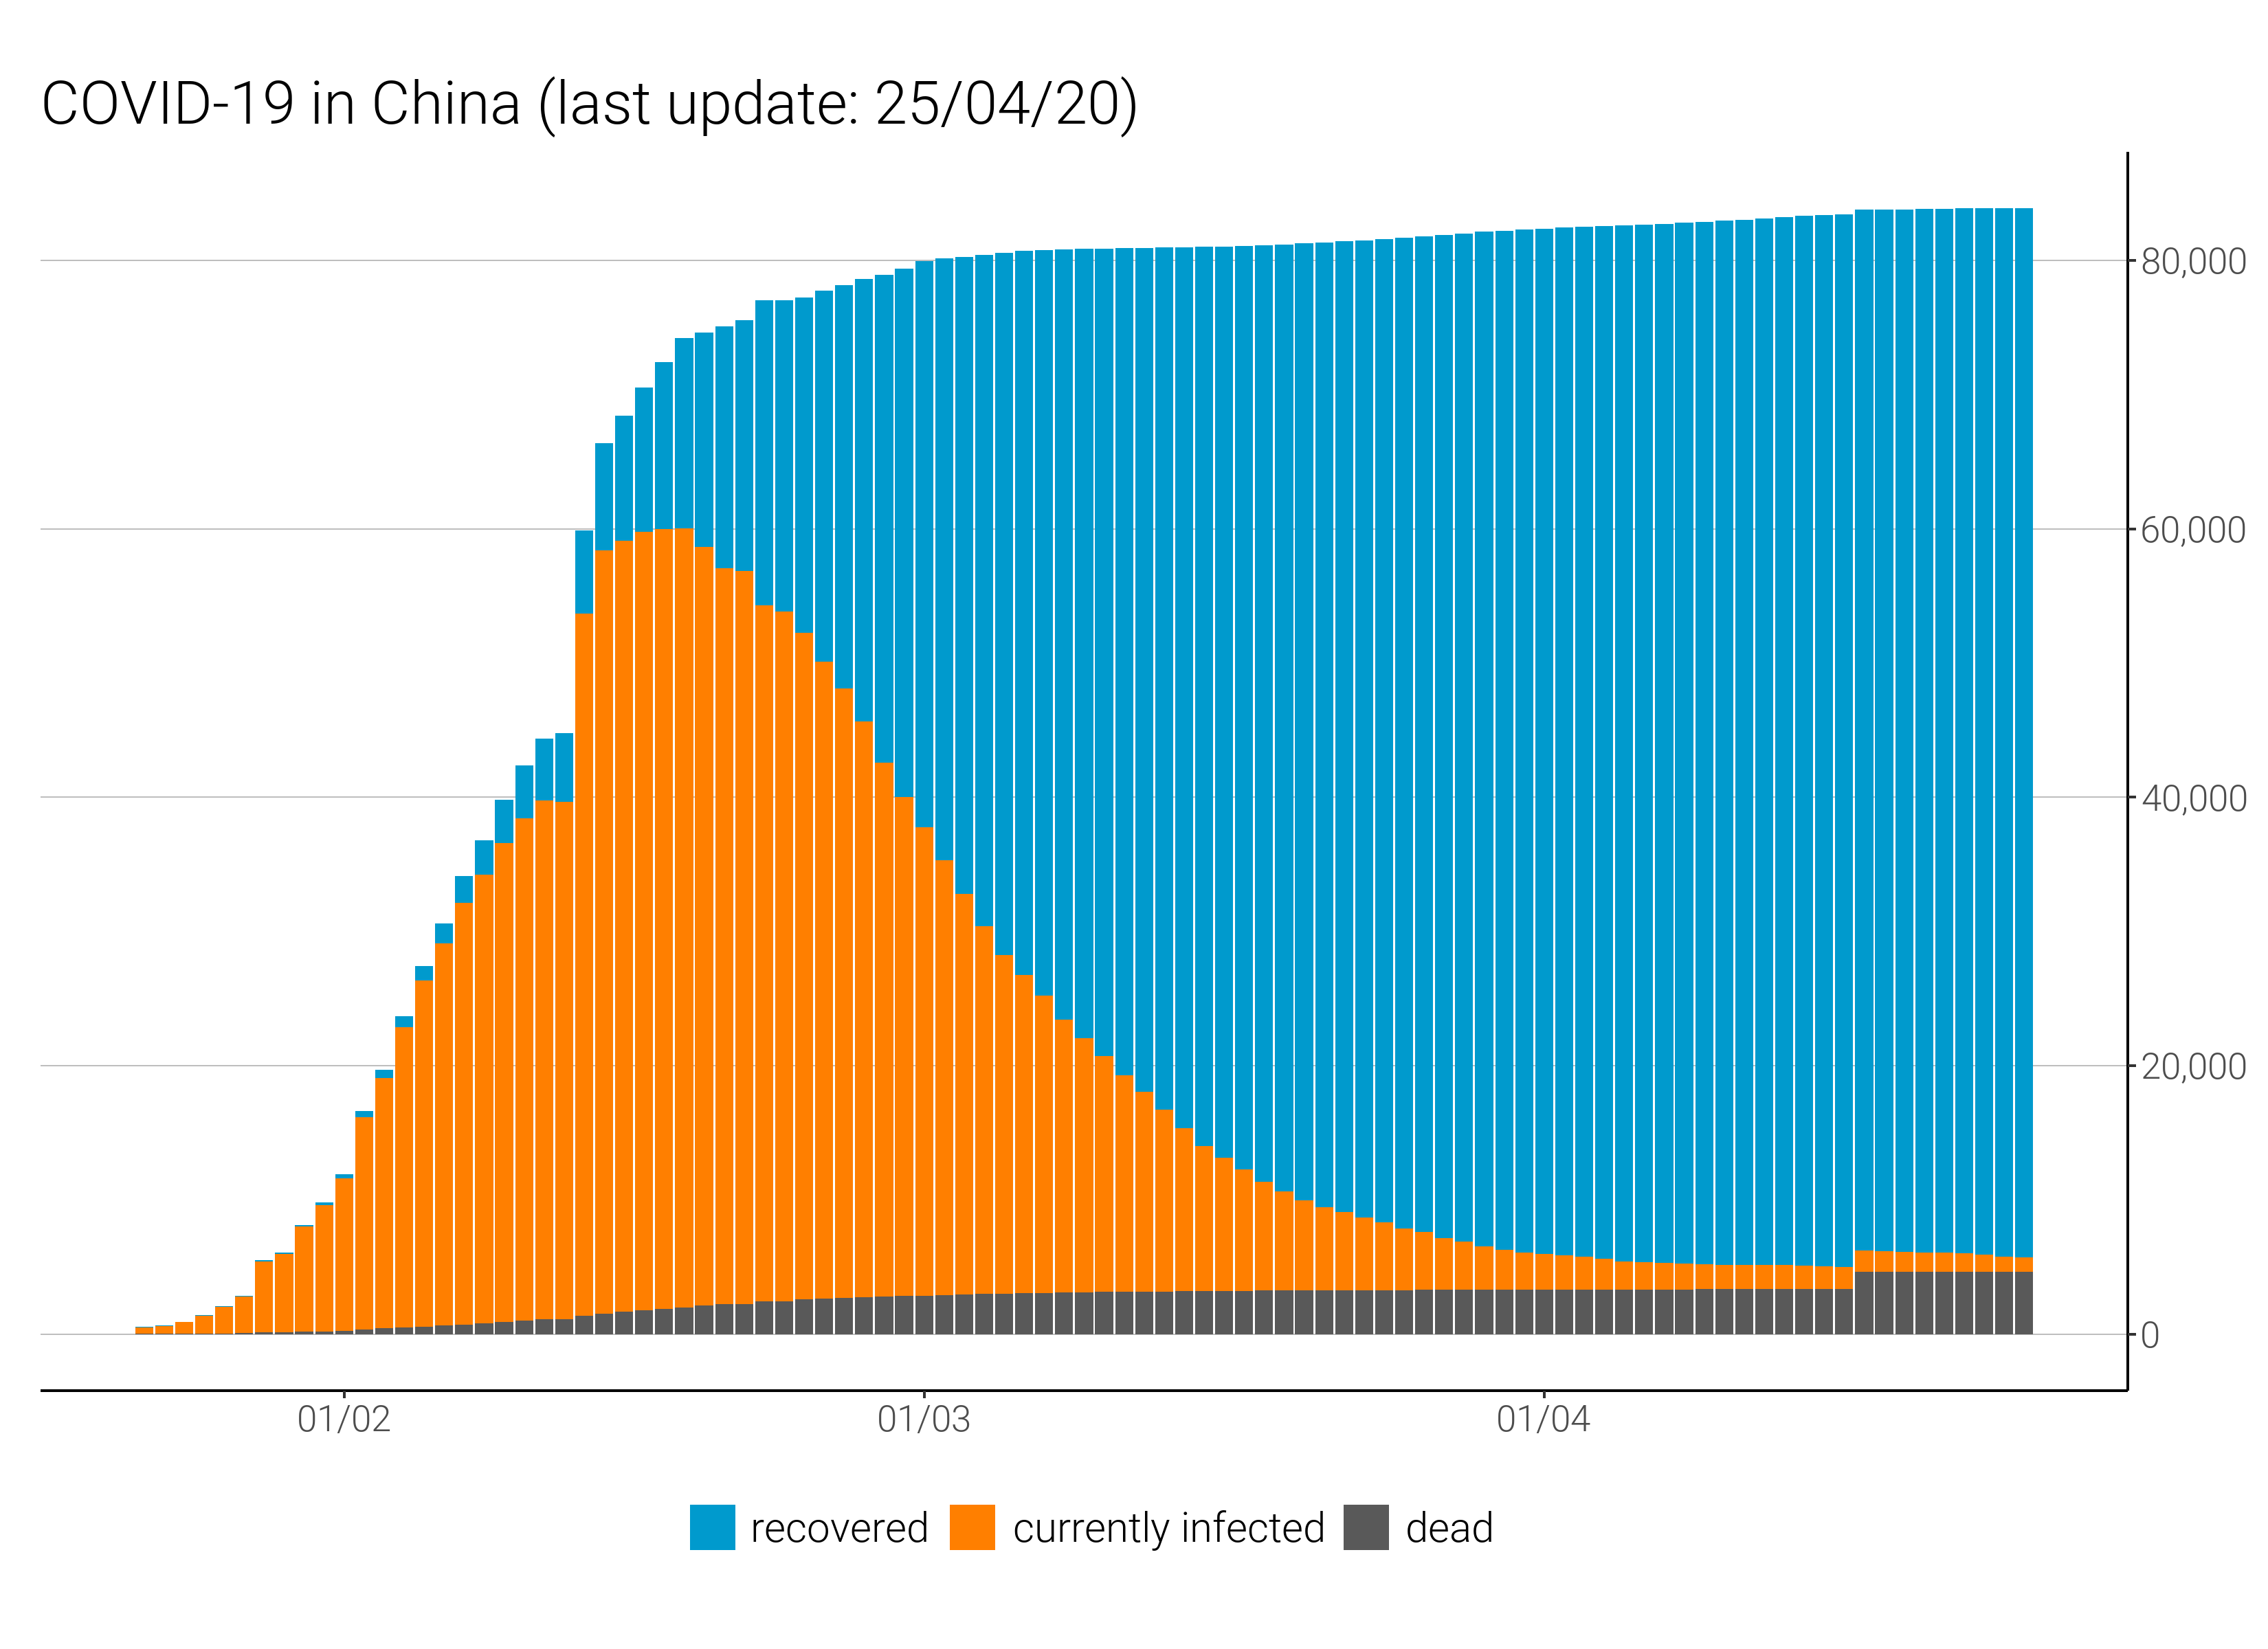 COVID-19 in China (last update: 25/04/20)
80,000
60,000
40,000
20,000
0
01/02 01/03 01/04
recovered currently infected dead